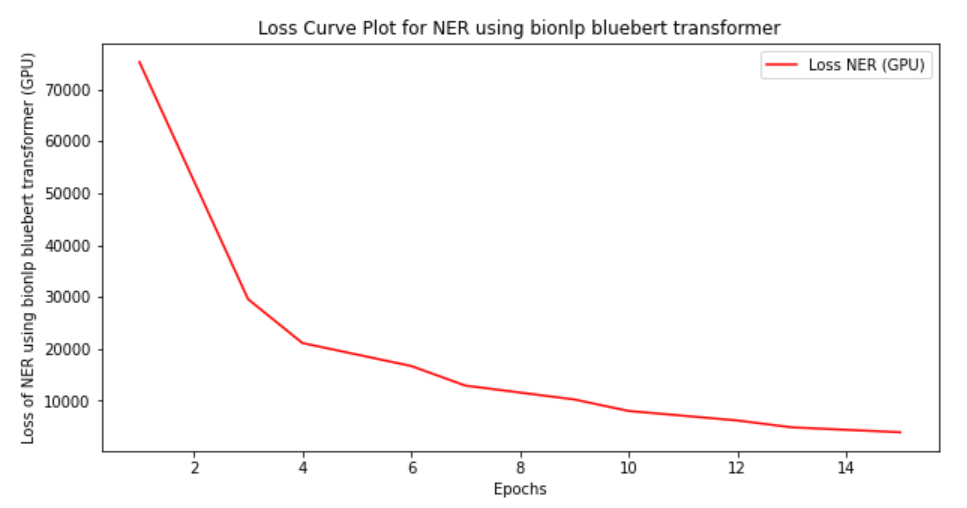 Loss Curve Plot for NER using bionlp bluebert transformer
Loss NER (GPU)
Loss of NER using bionlp bluebert transformer (GPU)
70000
60000
50000
40000
30000
20000
10000
2 4 6 8 10 12 14
Epochs